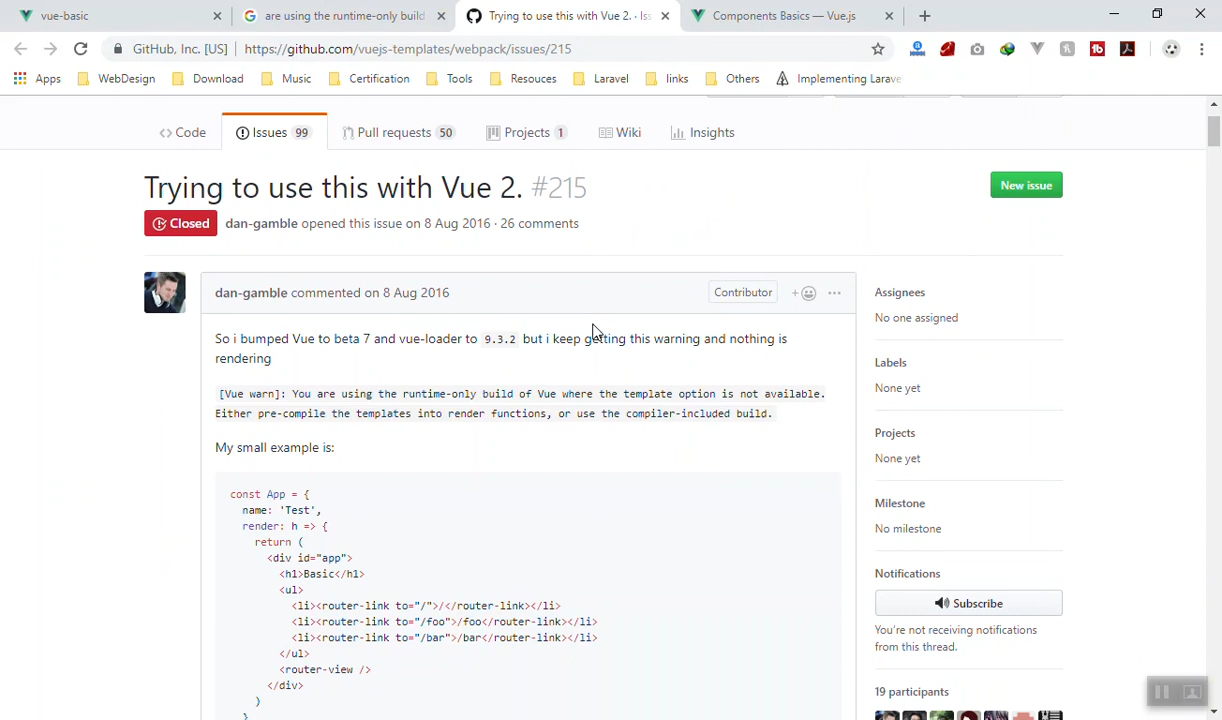 vue-basic
are using the runtime-only build
Trying to use this with Vue 2. · Iss
Components Basics — Vue.js
GitHub, Inc. [US] https://github.com/vuejs-templates/webpack/issues/215
Apps WebDesign Download Music Certification Tools Resouces Laravel links Others Implementing Larave
Code Issues 99 Pull requests 50 Projects 1 Wiki Insights
Trying to use this with Vue 2. #215
New issue
Closed dan-gamble opened this issue on 8 Aug 2016 · 26 comments
dan-gamble commented on 8 Aug 2016 Contributor
So i bumped Vue to beta 7 and vue-loader to 9.3.2 but i keep getting this warning and nothing is
rendering
[Vue warn]: You are using the runtime-only build of Vue where the template option is not available.
Either pre-compile the templates into render functions, or use the compiler-included build.
My small example is:
const App = {
name: 'Test',
render: h => {
return (
<div id="app">
<h1>Basic</h1>
<ul>
<li><router-link to="/">/</router-link></li>
<li><router-link to="/foo">/foo</router-link></li>
<li><router-link to="/bar">/bar</router-link></li>
</ul>
<router-view />
</div>
)
}
Assignees
No one assigned
Labels
None yet
Projects
None yet
Milestone
No milestone
Notifications
Subscribe
You're not receiving notifications
from this thread.
19 participants